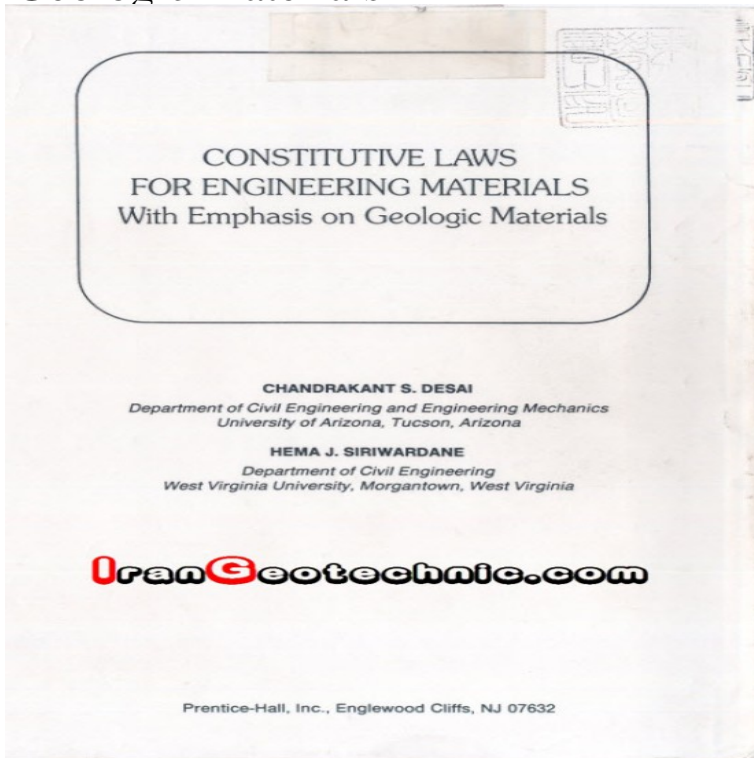 CONSTITUTIVE LAWS
FOR ENGINEERING MATERIALS
With Emphasis on Geologic Materials
CHANDRAKANT S. DESAI
Department of Civil Engineering and Engineering Mechanics
University of Arizona, Tucson, Arizona
HEMA J. SIRIWARDANE
Department of Civil Engineering
West Virginia University, Morgantown, West Virginia
IranGeotechnic.com
Prentice-Hall, Inc., Englewood Cliffs, NJ 07632